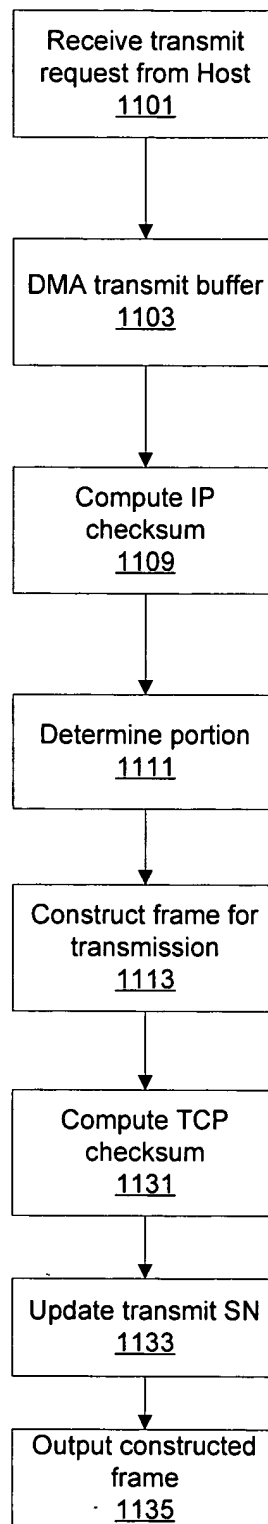 Receive transmit
request from Host
1101
DMA transmit buffer
1103
Compute IP
checksum
1109
Determine portion
1111
Construct frame for
transmission
1113
Compute TCP
checksum
1131
Update transmit SN
1133
Output constructed
frame
1135